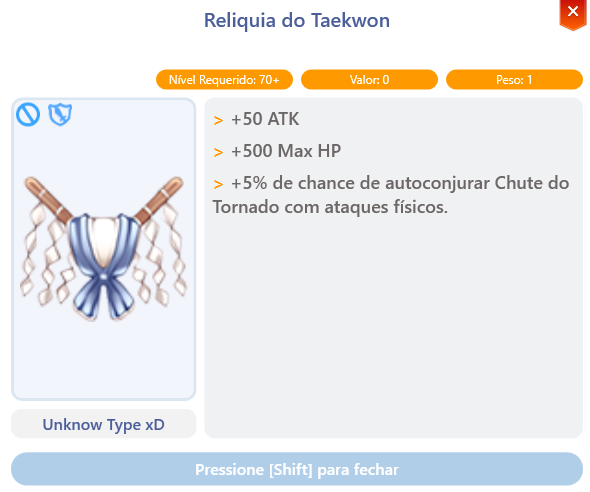 Reliquia do Taekwon
Nível Requerido: 70+
Valor: 0
Peso: 1
> +50 ATK
> +500 Max HP
> +5% de chance de autoconjurar Chute do
Tornado com ataques físicos.
Unknow Type xD
Pressione [Shift] para fechar